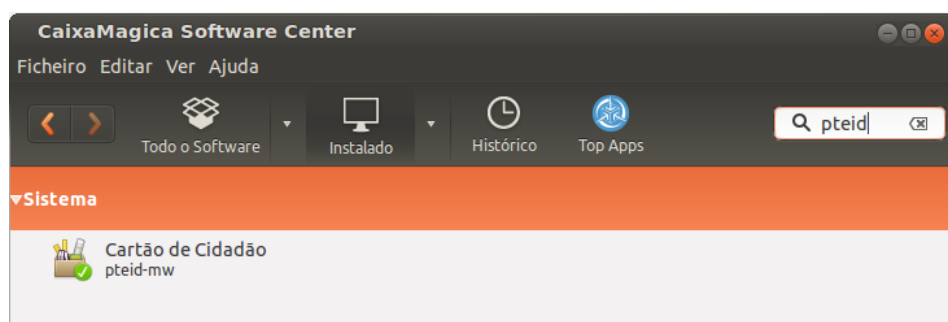 CaixaMagica Software Center
Ficheiro Editar Ver Ajuda
Todo o Software
Instalado
Histórico
Top Apps
pteid
Sistema
Cartão de Cidadão
pteid-mw